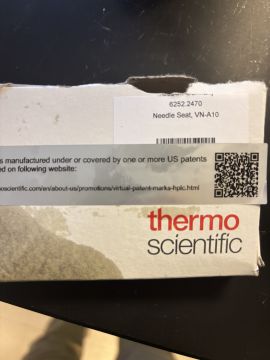 6252.2470
Needle Seat, VN-A10
s manufactured under or covered by one or more US patents
ed on following website:
oscientific.com/en/about-us/promotions/virtual-patent-marks-hplc.html
thermo
scientific